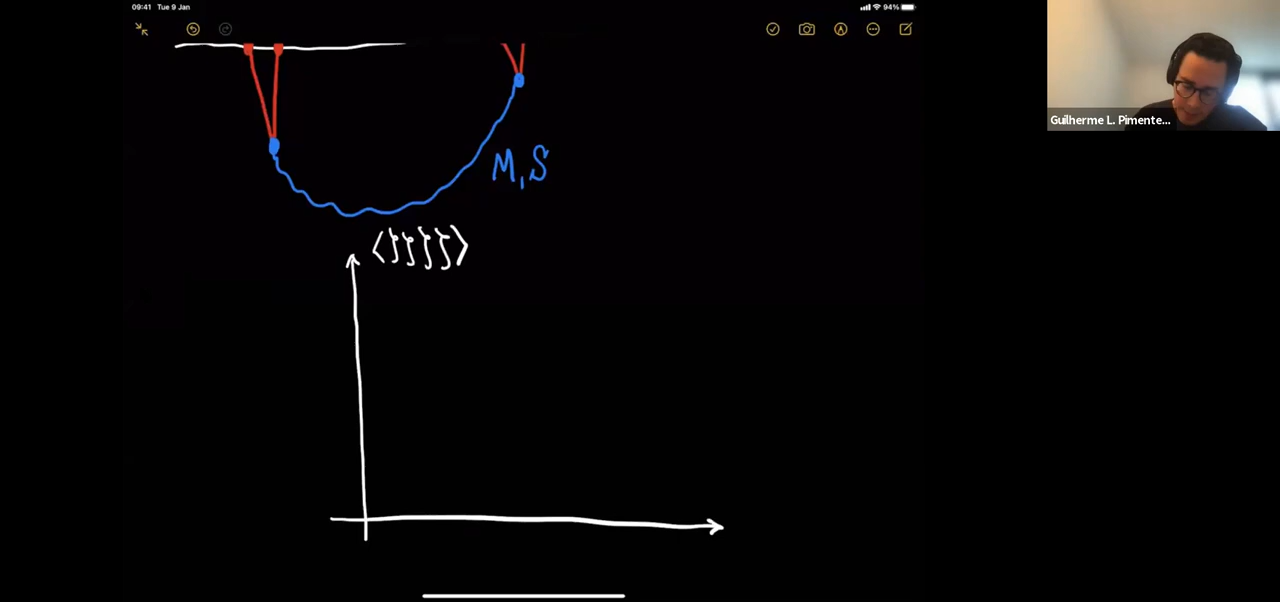 09:41 Tue 9 Jan
94%
Guilherme L. Pimente...
M, S
⟨ζζζζ⟩